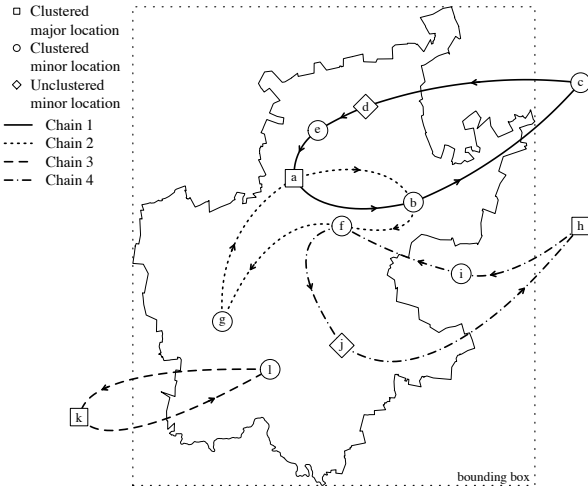 Clustered
major location
Clustered
minor location
Unclustered
minor location
Chain 1
Chain 2
Chain 3
Chain 4
c
d
e
a
b
f
h
i
g
j
l
k
bounding box